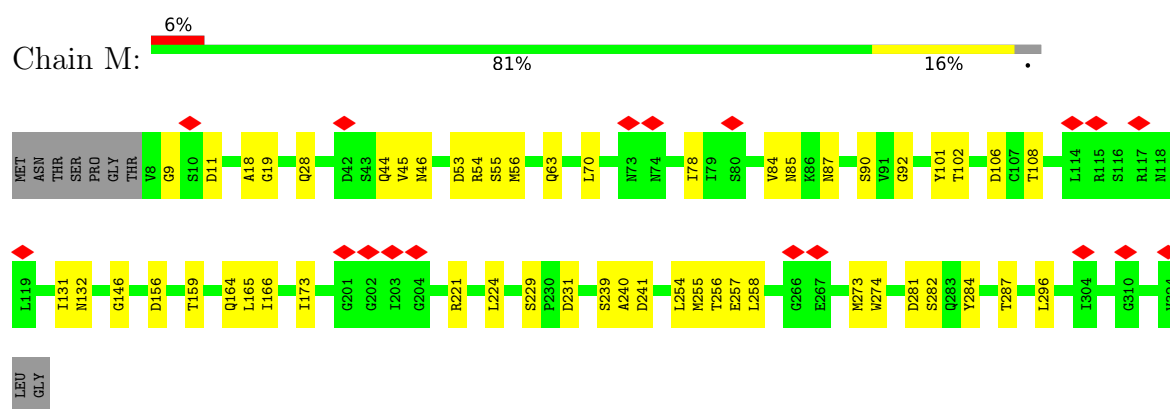 6%
Chain M:
81% 16% •
MET ASN THR SER PRO GLY THR V8 G9 S10 D11 A18 G19 Q28 D42 S43 Q44 V45 N46 D53 R54 S55 M56 Q63 L70 N73 N74 I78 I79 S80 V84 N85 K86 N87 S90 V91 G92 Y101 T102 D106 C107 T108 L114 R115 S116 R117 N118
L119 I131 N132 G146 D156 T159 Q164 L165 I166 I173 G201 G202 I203 G204 R221 L224 S229 P230 D231 S239 A240 D241 L254 M255 T256 E257 L258 G266 E267 M273 W274 D281 S282 Q283 Y284 T287 L296 I304 G310
LEU GLY